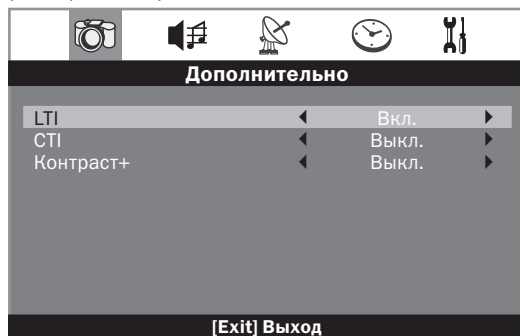 Дополнительно
LTI Вкл.
CTI Выкл.
Контраст+ Выкл.
[Exit] Выход